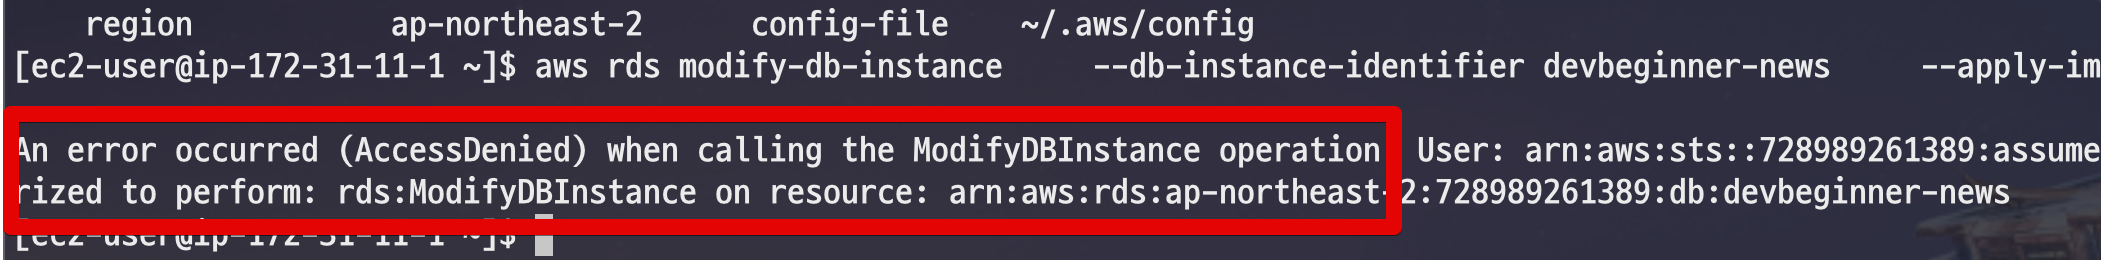 region ap-northeast-2 config-file ~/.aws/config
[ec2-user@ip-172-31-11-1 ~]$ aws rds modify-db-instance --db-instance-identifier devbeginner-news --apply-im
An error occurred (AccessDenied) when calling the ModifyDBInstance operation User: arn:aws:sts::728989261389:assume
rized to perform: rds:ModifyDBInstance on resource: arn:aws:rds:ap-northeast-2:728989261389:db:devbeginner-news
[ec2-user@ip-172-31-11-1 ~]$